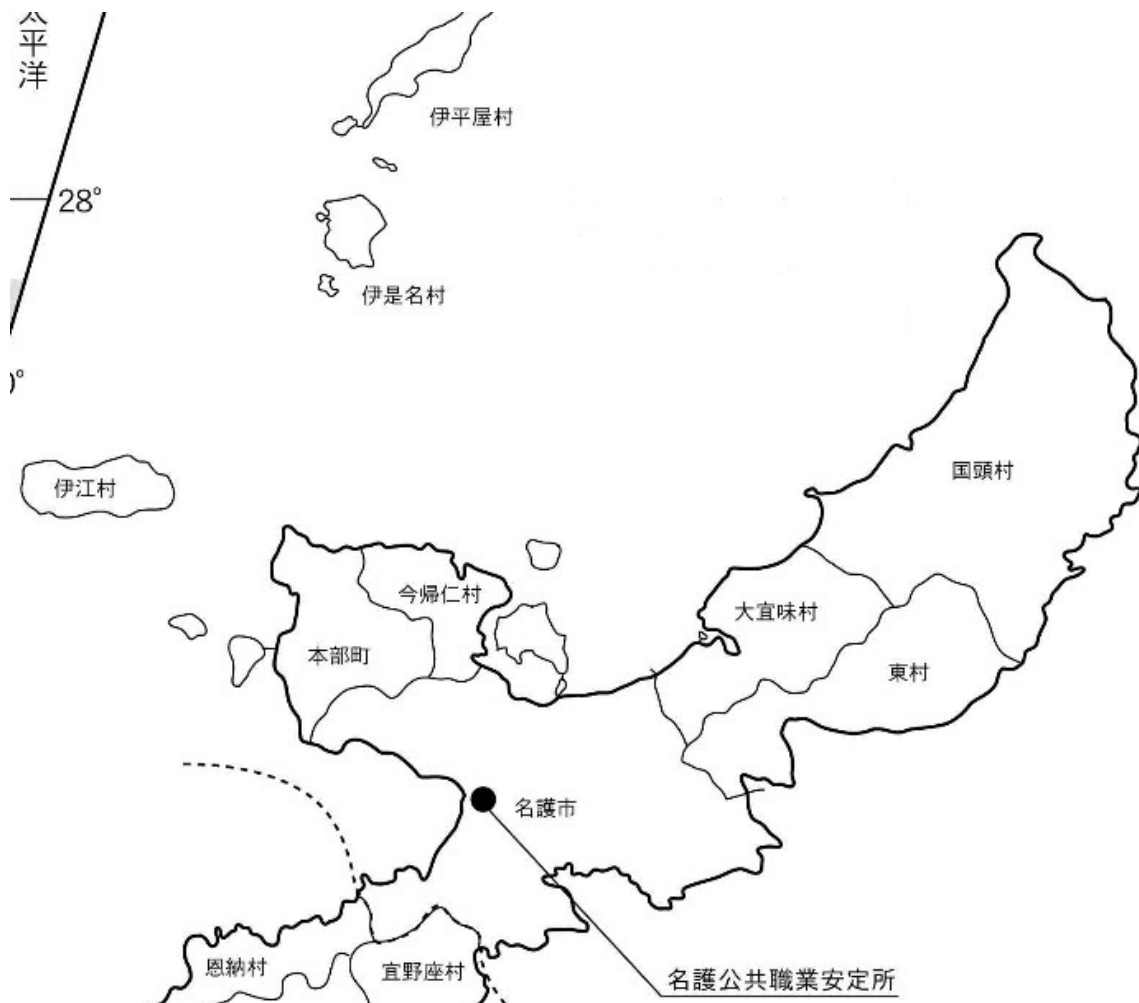 太平洋
伊平屋村
28°
伊是名村
0°
国頭村
伊江村
今帰仁村
大宜味村
本部町
東村
名護市
恩納村
宜野座村
名護公共職業安定所